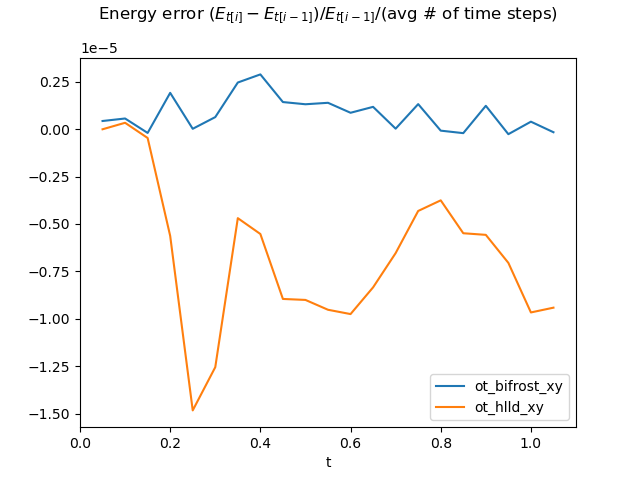 Energy error $(E_{t[i]} - E_{t[i-1]})/E_{t[i-1]}$/(avg # of time steps)
1e−5
0.25
0.00
−0.25
−0.50
−0.75
−1.00
−1.25
−1.50
ot_bifrost_xy
ot_hlld_xy
0.0 0.2 0.4 0.6 0.8 1.0
t